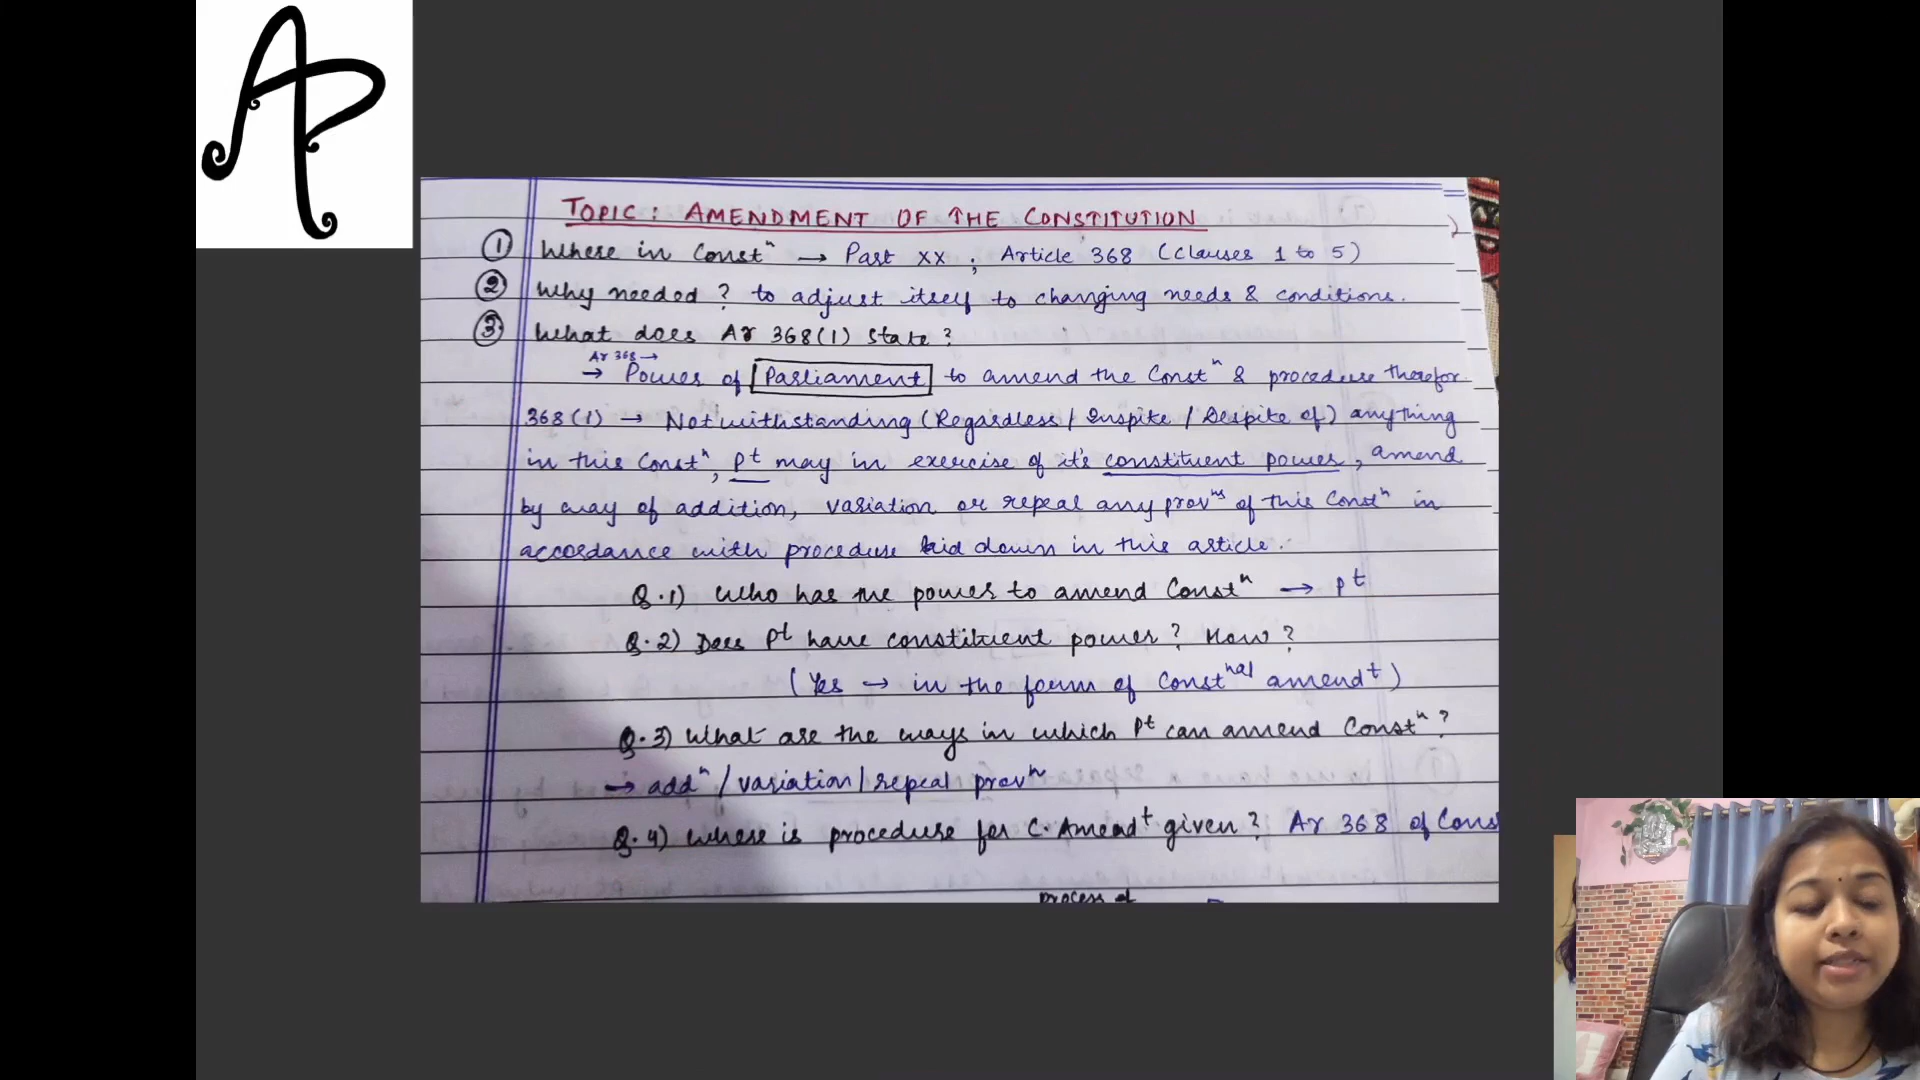 AP
TOPIC: AMENDMENT OF THE CONSTITUTION
① Where in Constⁿ → Part XX ; Article 368 (Clauses 1 to 5)
② Why needed ? to adjust itself to changing needs & conditions.
③ What does Ar 368(1) state ?
Ar 368 →
→ Power of Parliament to amend the Constⁿ & procedure therefor
368(1) → Notwithstanding (Regardless / Inspite / Despite of) anything
in this Constⁿ, Pt may in exercise of it's constituent power, amend
by way of addition, variation or repeal any provⁿˢ of this Constⁿ in
accordance with procedure laid down in this article.
Q.1) Who has the power to amend Constⁿ → Pt
Q.2) Does Pt have constituent power ? How ?
(Yes → in the form of Constnal amendt)
Q.3) What are the ways in which Pt can amend Constⁿ ?
→ addⁿ / variation / repeal provⁿ
Q.4) Where is procedure for C. Amendt given ? Ar 368 of Cons
process of